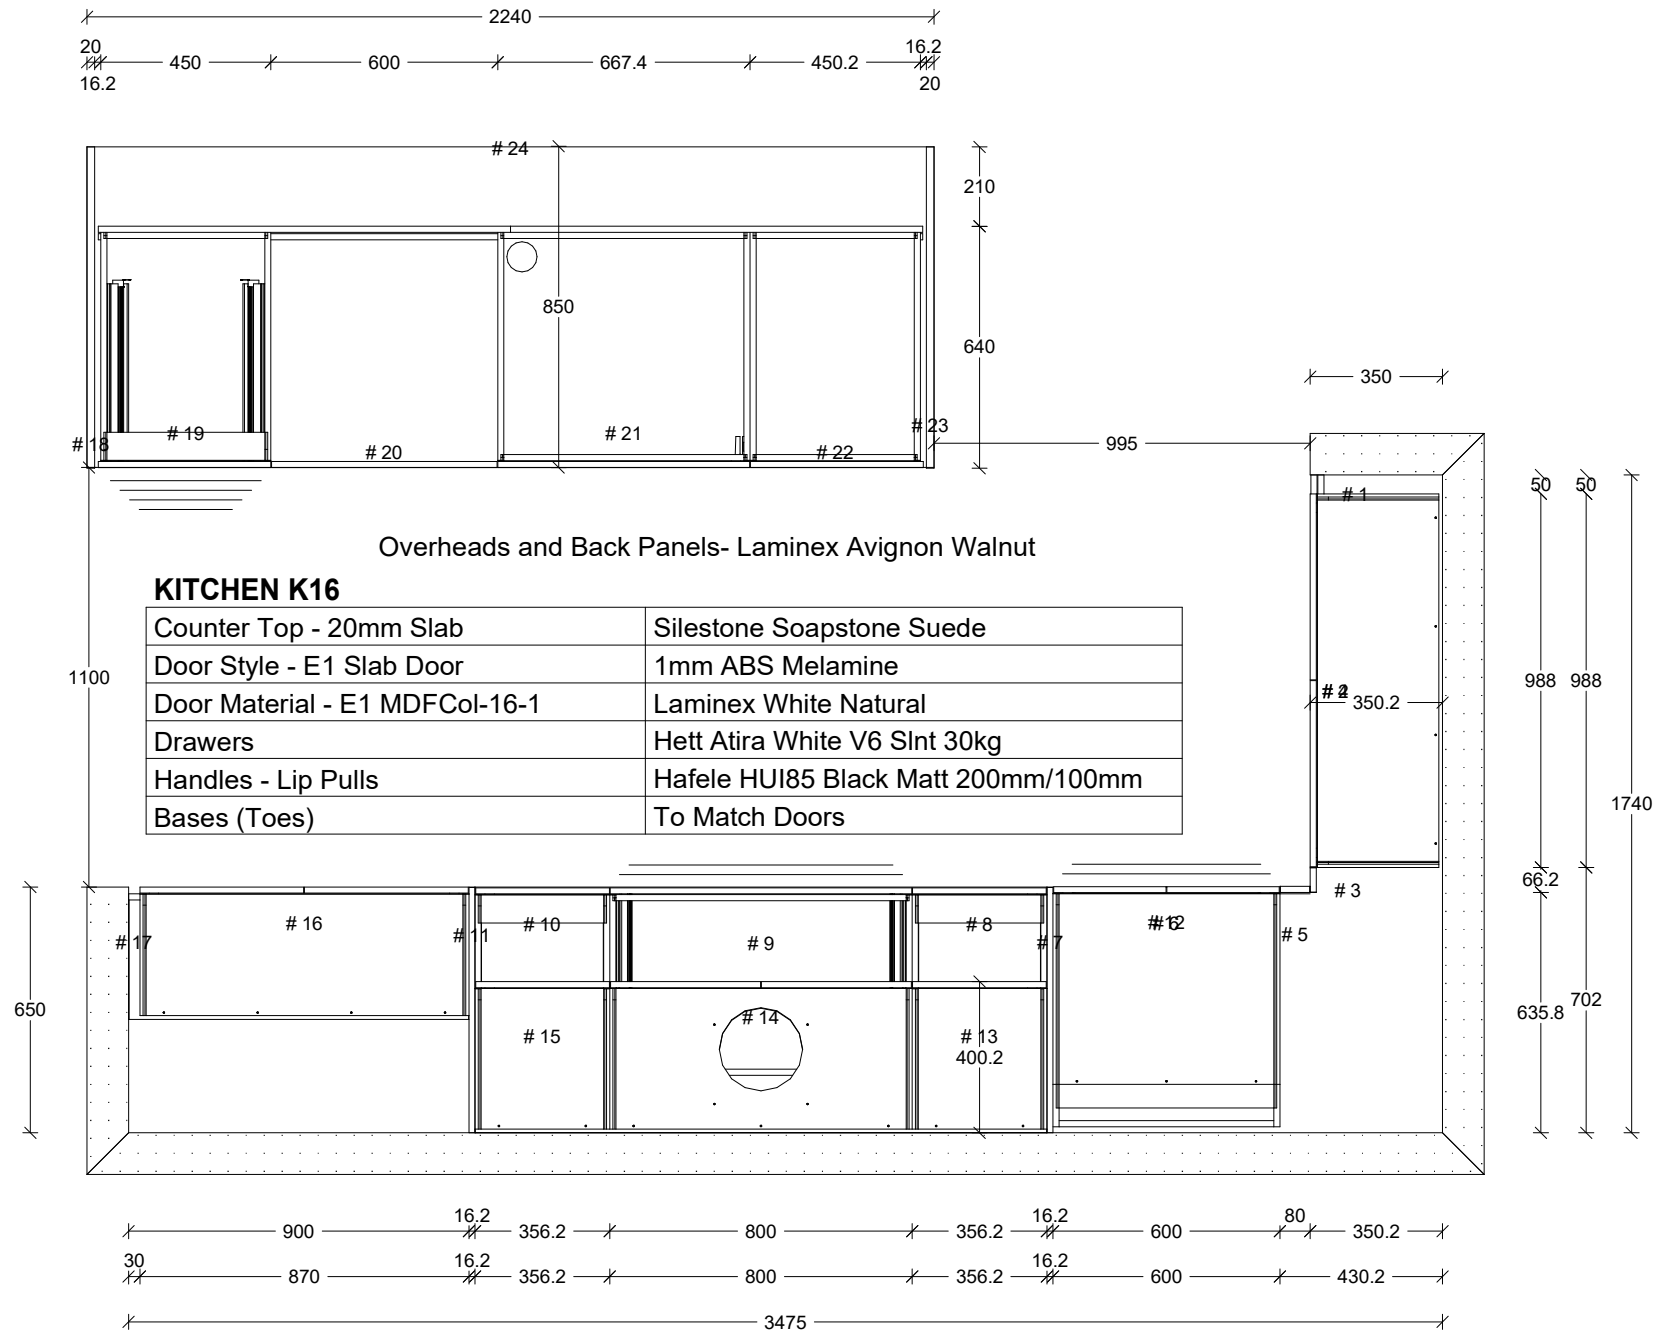 2240
20 16.2
450 600 667.4 450.2
16.2 20
# 24
210
850
640
350
# 18 # 19 # 20 # 21 # 22 # 23
995
50 50
# 1
Overheads and Back Panels- Laminex Avignon Walnut
KITCHEN K16
Counter Top - 20mm Slab Silestone Soapstone Suede
Door Style - E1 Slab Door 1mm ABS Melamine
Door Material - E1 MDFCol-16-1 Laminex White Natural
Drawers Hett Atira White V6 Slnt 30kg
Handles - Lip Pulls Hafele HUI85 Black Matt 200mm/100mm
Bases (Toes) To Match Doors
1100
988 988
350.2
1740
66.2
# 3
# 17 # 16 # 11 # 10 # 9 # 8 # 7 # 5
650
# 15 # 14 # 13
400.2
635.8 702
16.2 16.2 80
900 356.2 800 356.2 600 350.2
30 16.2 16.2
870 356.2 800 356.2 600 430.2
3475